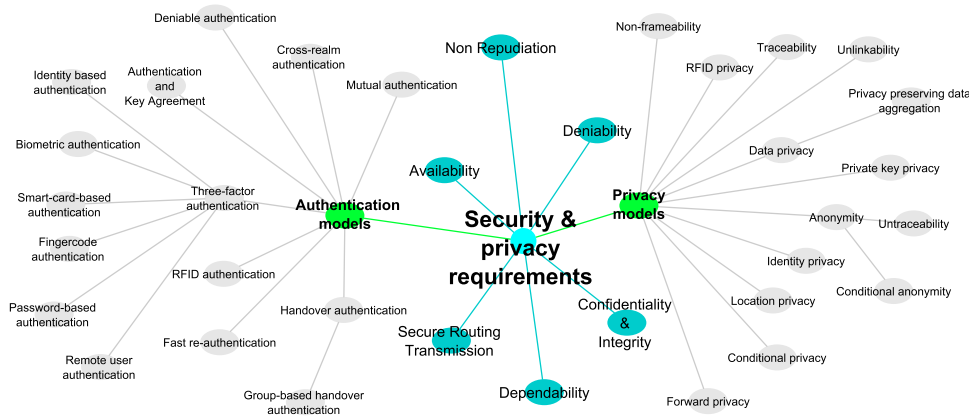 Deniable authentication
Cross-realm
authentication
Mutual authentication
Authentication
and
Key Agreement
Identity based
authentication
Biometric authentication
Three-factor
authentication
Smart-card-based
authentication
Fingercode
authentication
Password-based
authentication
Remote user
authentication
Authentication
models
RFID authentication
Fast re-authentication
Handover authentication
Group-based handover
authentication
Non Repudiation
Deniability
Availability
Security &
privacy
requirements
Secure Routing
Transmission
Dependability
Confidentiality
&
Integrity
Privacy
models
Non-frameability
RFID privacy
Traceability
Unlinkability
Privacy preserving data
aggregation
Data privacy
Private key privacy
Anonymity
Untraceability
Conditional anonymity
Identity privacy
Location privacy
Conditional privacy
Forward privacy